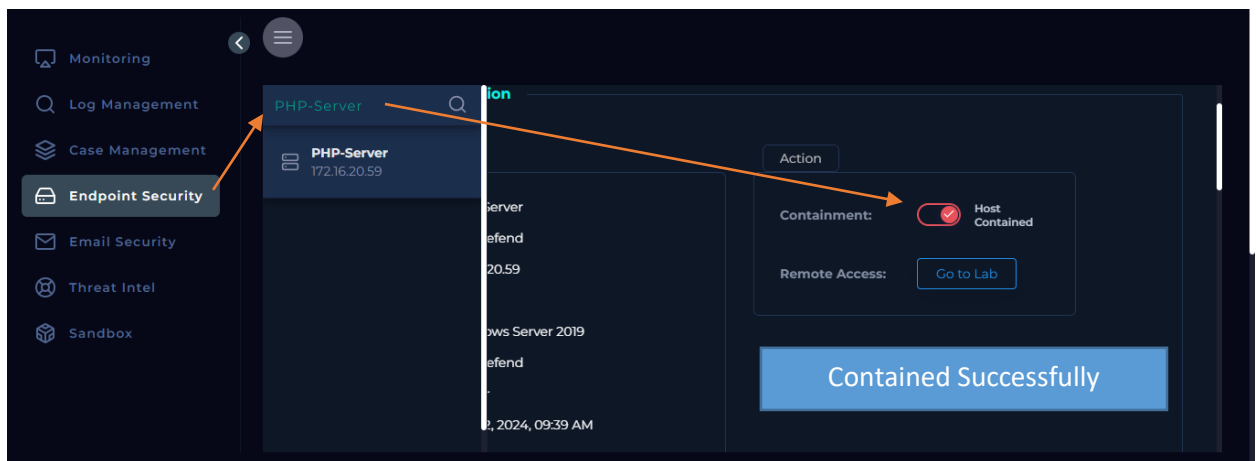 Monitoring
Log Management
Case Management
Endpoint Security
Email Security
Threat Intel
Sandbox
PHP-Server
PHP-Server
172.16.20.59
ion
Server
efend
20.59
ows Server 2019
efend
2, 2024, 09:39 AM
Action
Containment:
Host
Contained
Remote Access:
Go to Lab
Contained Successfully